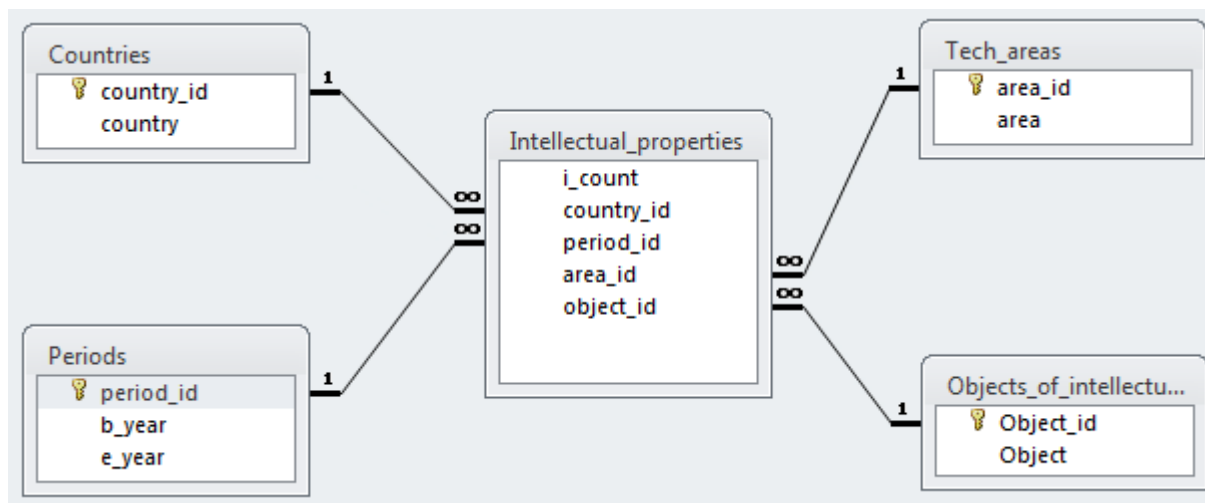 Countries
country_id
country
1
∞
Periods
period_id
b_year
e_year
1
∞
Intellectual_properties
i_count
country_id
period_id
area_id
object_id
Tech_areas
area_id
area
1
∞
Objects_of_intellectu...
Object_id
Object
1
∞